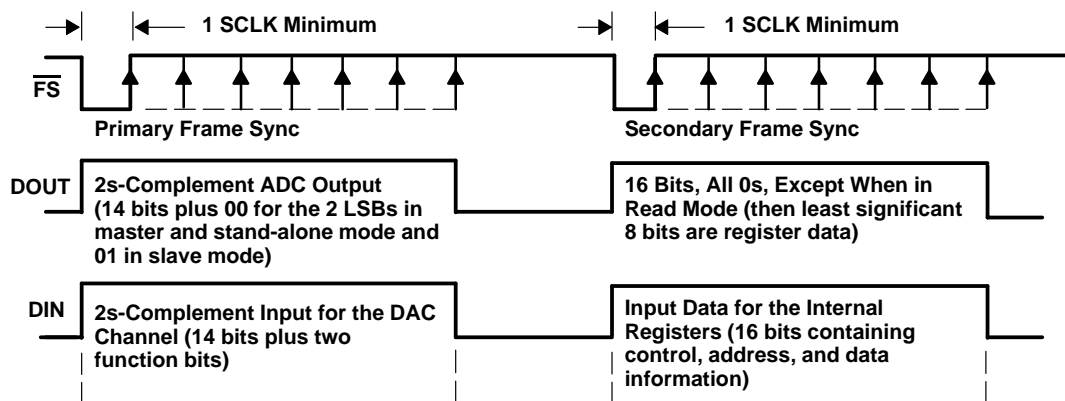 1 SCLK Minimum
1 SCLK Minimum
FS
Primary Frame Sync
Secondary Frame Sync
DOUT
2s-Complement ADC Output
(14 bits plus 00 for the 2 LSBs in
master and stand-alone mode and
01 in slave mode)
16 Bits, All 0s, Except When in
Read Mode (then least significant
8 bits are register data)
DIN
2s-Complement Input for the DAC
Channel (14 bits plus two
function bits)
Input Data for the Internal
Registers (16 bits containing
control, address, and data
information)